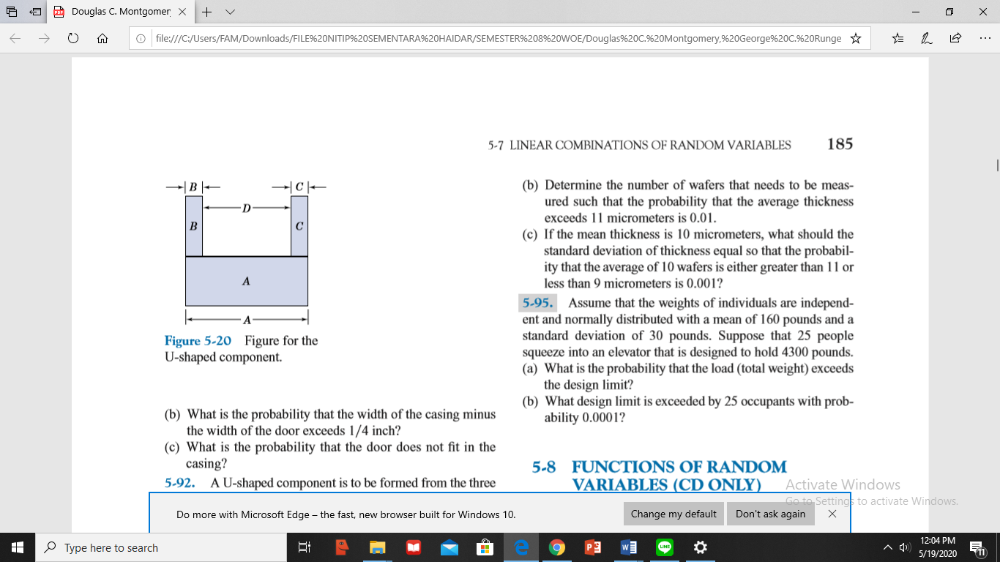 Douglas C. Montgomer
file:///C:/Users/FAM/Downloads/FILE%20NITIP%20SEMENTARA%20HAIDAR/SEMESTER%208%20WOE/Douglas%20C.%20Montgomery,%20George%20C.%20Runge
5-7 LINEAR COMBINATIONS OF RANDOM VARIABLES 185
B C
D
B C
A
A
Figure 5-20 Figure for the
U-shaped component.
(b) What is the probability that the width of the casing minus
the width of the door exceeds 1/4 inch?
(c) What is the probability that the door does not fit in the
casing?
5-92. A U-shaped component is to be formed from the three
(b) Determine the number of wafers that needs to be meas-
ured such that the probability that the average thickness
exceeds 11 micrometers is 0.01.
(c) If the mean thickness is 10 micrometers, what should the
standard deviation of thickness equal so that the probabil-
ity that the average of 10 wafers is either greater than 11 or
less than 9 micrometers is 0.001?
5-95. Assume that the weights of individuals are independ-
ent and normally distributed with a mean of 160 pounds and a
standard deviation of 30 pounds. Suppose that 25 people
squeeze into an elevator that is designed to hold 4300 pounds.
(a) What is the probability that the load (total weight) exceeds
the design limit?
(b) What design limit is exceeded by 25 occupants with prob-
ability 0.0001?
5-8 FUNCTIONS OF RANDOM
VARIABLES (CD ONLY)
Activate Windows
Go to Settings to activate Windows.
Do more with Microsoft Edge – the fast, new browser built for Windows 10.
Change my default
Don't ask again
Type here to search
12:04 PM
5/19/2020
11